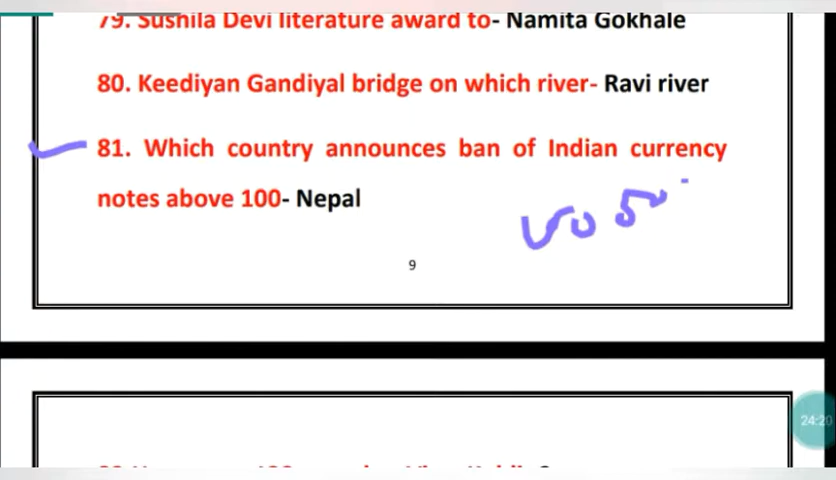 79. Sushila Devi literature award to- Namita Gokhale
80. Keediyan Gandiyal bridge on which river- Ravi river
81. Which country announces ban of Indian currency
notes above 100- Nepal
9
24:20